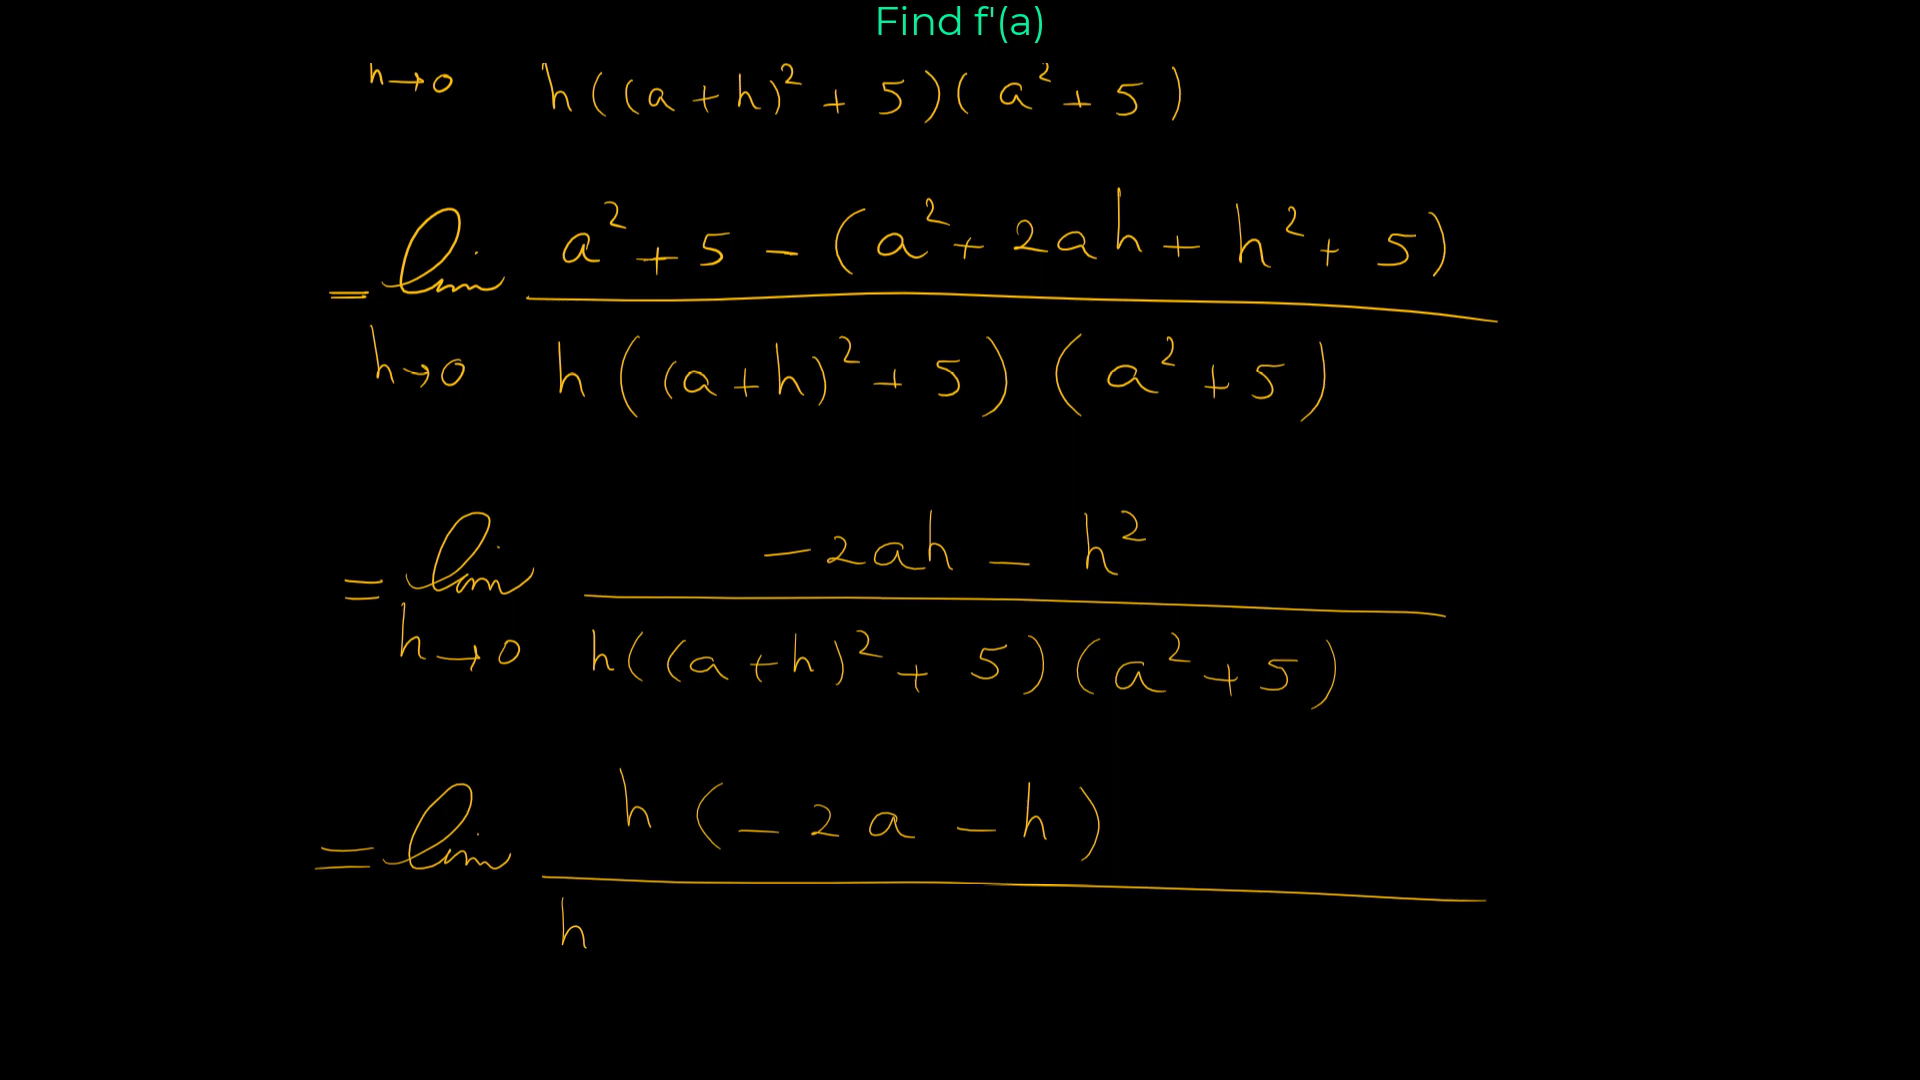 Find f'(a)
h→0 h((a+h)²+5)(a²+5)
a²+5-(a²+2ah+h²+5)
= lim
h→0 h((a+h)²+5)(a²+5)
-2ah-h²
= lim
h→0 h((a+h)²+5)(a²+5)
h(-2a-h)
= lim
h